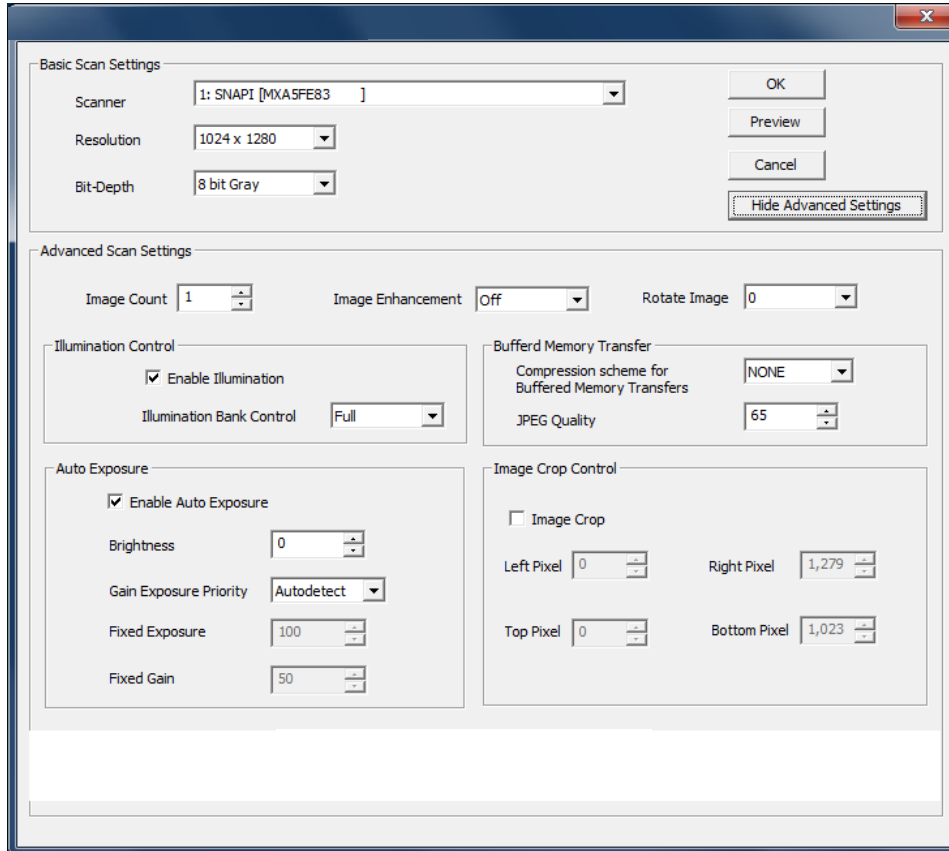 Basic Scan Settings
Scanner 1: SNAPI [MXA5FE83 ]
Resolution 1024 x 1280
Bit-Depth 8 bit Gray
OK
Preview
Cancel
Hide Advanced Settings
Advanced Scan Settings
Image Count 1 Image Enhancement Off Rotate Image 0
Illumination Control
Enable Illumination
Illumination Bank Control Full
Bufferd Memory Transfer
Compression scheme for
Buffered Memory Transfers NONE
JPEG Quality 65
Auto Exposure
Enable Auto Exposure
Brightness 0
Gain Exposure Priority Autodetect
Fixed Exposure 100
Fixed Gain 50
Image Crop Control
Image Crop
Left Pixel 0 Right Pixel 1,279
Top Pixel 0 Bottom Pixel 1,023